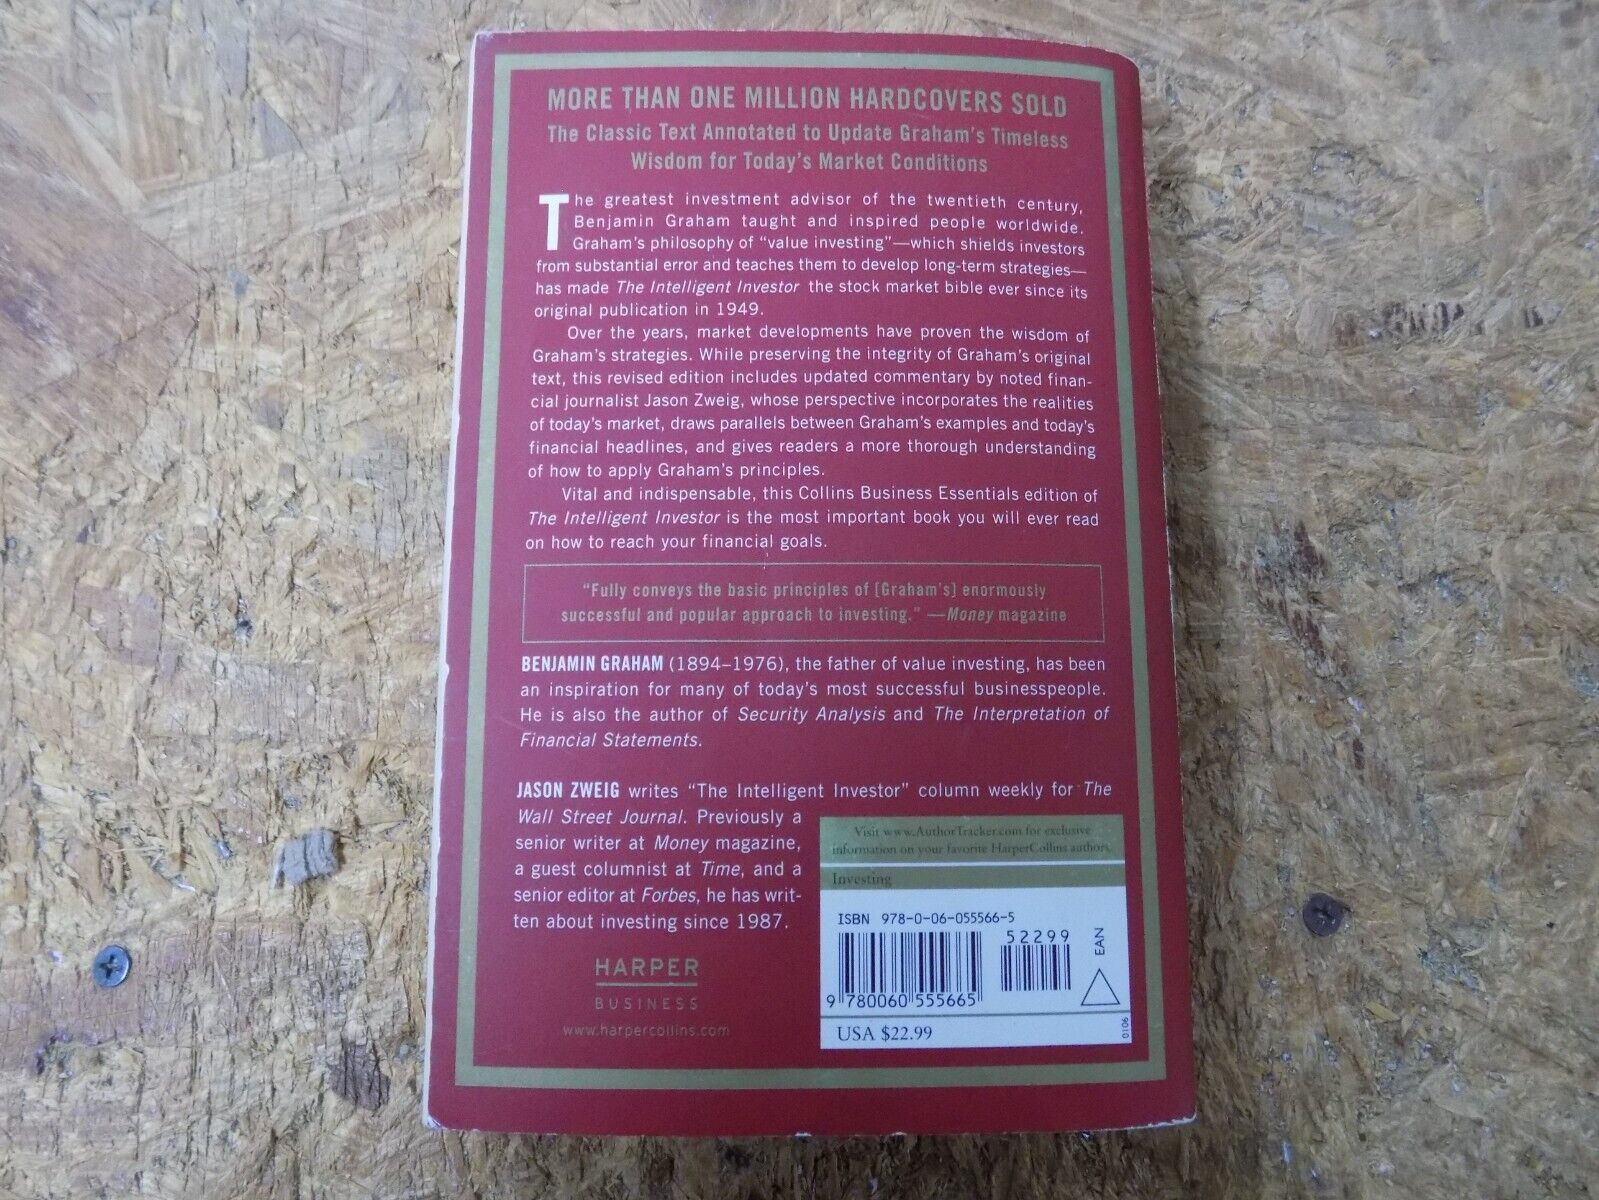 MORE THAN ONE MILLION HARDCOVERS SOLD
The Classic Text Annotated to Update Graham's Timeless
Wisdom for Today's Market Conditions
The greatest investment advisor of the twentieth century,
Benjamin Graham taught and inspired people worldwide.
Graham's philosophy of “value investing”—which shields investors
from substantial error and teaches them to develop long-term strategies—
has made The Intelligent Investor the stock market bible ever since its
original publication in 1949.
Over the years, market developments have proven the wisdom of
Graham's strategies. While preserving the integrity of Graham's original
text, this revised edition includes updated commentary by noted finan-
cial journalist Jason Zweig, whose perspective incorporates the realities
of today's market, draws parallels between Graham's examples and today's
financial headlines, and gives readers a more thorough understanding
of how to apply Graham's principles.
Vital and indispensable, this Collins Business Essentials edition of
The Intelligent Investor is the most important book you will ever read
on how to reach your financial goals.
“Fully conveys the basic principles of [Graham's] enormously
successful and popular approach to investing.” —Money magazine
BENJAMIN GRAHAM (1894–1976), the father of value investing, has been
an inspiration for many of today's most successful businesspeople.
He is also the author of Security Analysis and The Interpretation of
Financial Statements.
JASON ZWEIG writes “The Intelligent Investor” column weekly for The
Wall Street Journal. Previously a
senior writer at Money magazine,
a guest columnist at Time, and a
senior editor at Forbes, he has writ-
ten about investing since 1987.
HARPER
BUSINESS
www.harpercollins.com
Visit www.AuthorTracker.com for exclusive
information on your favorite HarperCollins authors.
Investing
ISBN 978-0-06-055566-5
52299
EAN
9 780060 555665
USA $22.99
0106